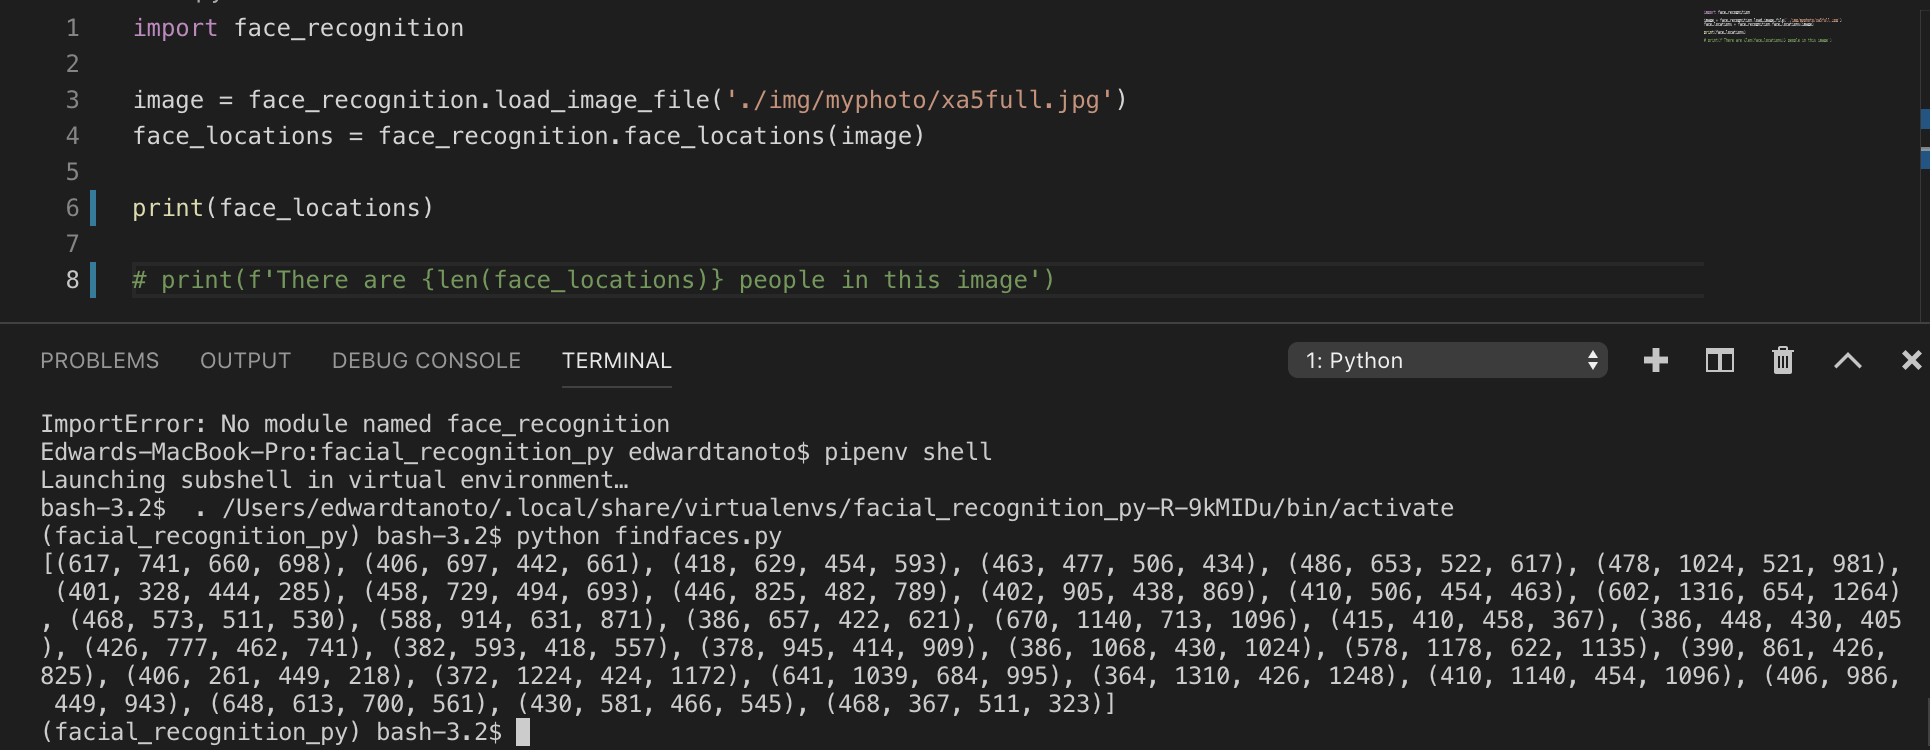 1 import face_recognition
2
3 image = face_recognition.load_image_file('./img/myphoto/xa5full.jpg')
4 face_locations = face_recognition.face_locations(image)
5
6 print(face_locations)
7
8 # print(f'There are {len(face_locations)} people in this image')
PROBLEMS OUTPUT DEBUG CONSOLE TERMINAL 1: Python
ImportError: No module named face_recognition
Edwards-MacBook-Pro:facial_recognition_py edwardtanoto$ pipenv shell
Launching subshell in virtual environment…
bash-3.2$  . /Users/edwardtanoto/.local/share/virtualenvs/facial_recognition_py-R-9kMIDu/bin/activate
(facial_recognition_py) bash-3.2$ python findfaces.py
[(617, 741, 660, 698), (406, 697, 442, 661), (418, 629, 454, 593), (463, 477, 506, 434), (486, 653, 522, 617), (478, 1024, 521, 981),
 (401, 328, 444, 285), (458, 729, 494, 693), (446, 825, 482, 789), (402, 905, 438, 869), (410, 506, 454, 463), (602, 1316, 654, 1264)
, (468, 573, 511, 530), (588, 914, 631, 871), (386, 657, 422, 621), (670, 1140, 713, 1096), (415, 410, 458, 367), (386, 448, 430, 405
), (426, 777, 462, 741), (382, 593, 418, 557), (378, 945, 414, 909), (386, 1068, 430, 1024), (578, 1178, 622, 1135), (390, 861, 426,
825), (406, 261, 449, 218), (372, 1224, 424, 1172), (641, 1039, 684, 995), (364, 1310, 426, 1248), (410, 1140, 454, 1096), (406, 986,
 449, 943), (648, 613, 700, 561), (430, 581, 466, 545), (468, 367, 511, 323)]
(facial_recognition_py) bash-3.2$